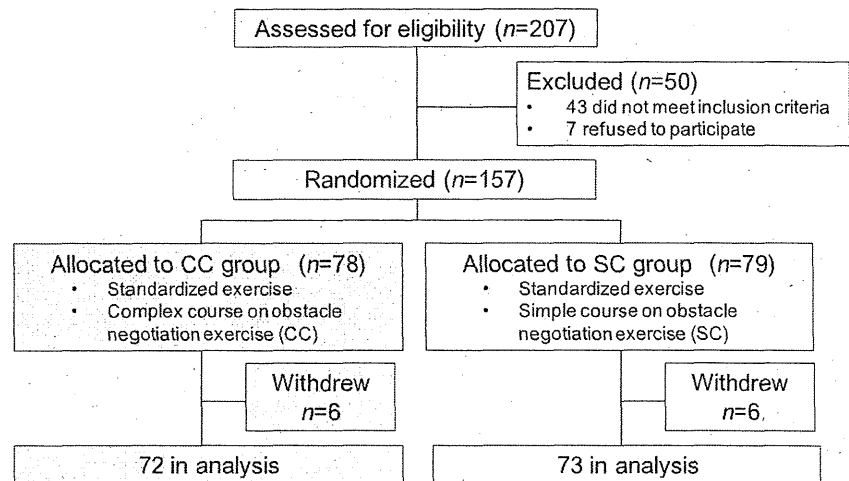 Assessed for eligibility (n=207)
Excluded (n=50)
• 43 did not meet inclusion criteria
• 7 refused to participate
Randomized (n=157)
Allocated to CC group (n=78)
• Standardized exercise
• Complex course on obstacle
negotiation exercise (CC)
Allocated to SC group (n=79)
• Standardized exercise
• Simple course on obstacle
negotiation exercise (SC)
Withdrew
n=6
Withdrew
n=6
72 in analysis
73 in analysis